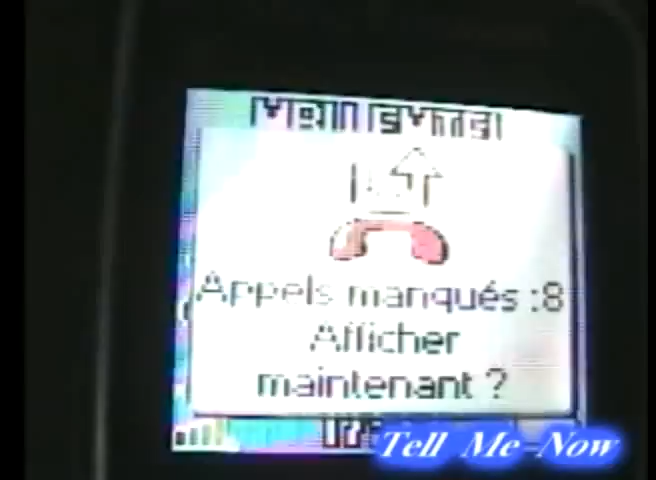 Appels manqués :8
Afficher
maintenant ?
Tell Me Now